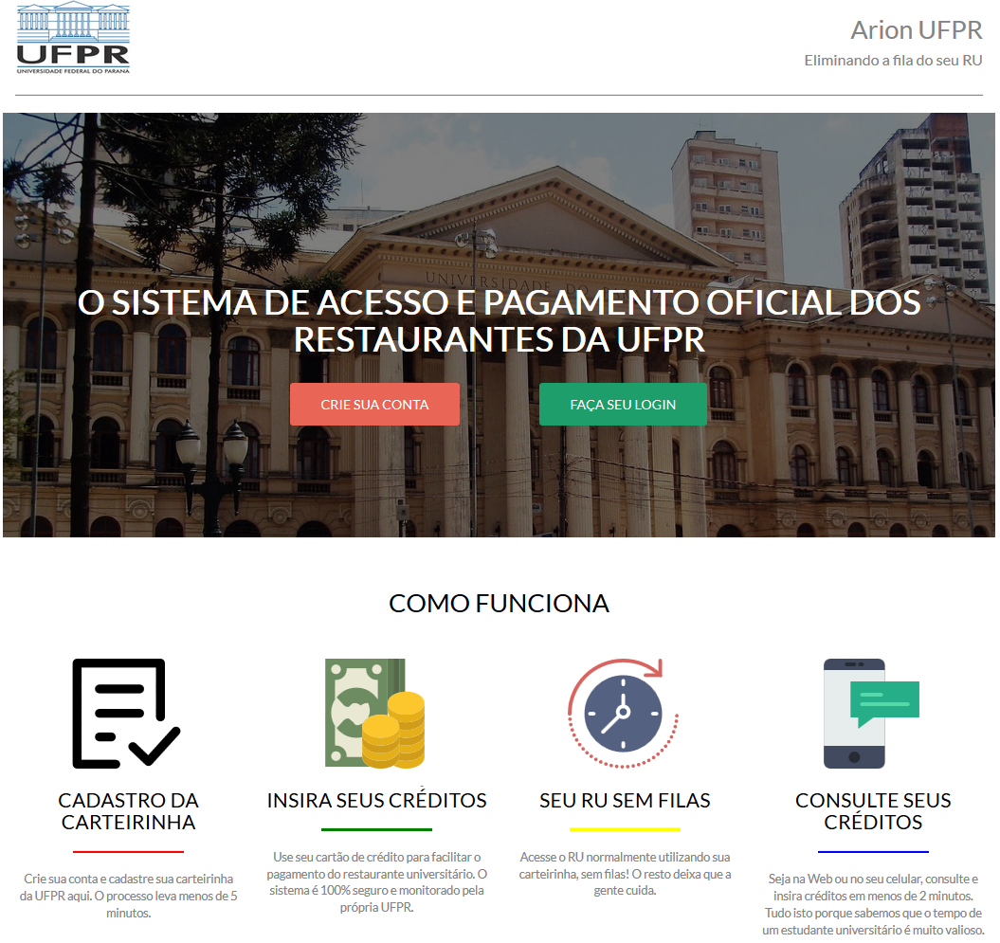 UFPR
UNIVERSIDADE FEDERAL DO PARANÁ
Arion UFPR
Eliminando a fila do seu RU
UNIVERSIDADE DO
O SISTEMA DE ACESSO E PAGAMENTO OFICIAL DOS
RESTAURANTES DA UFPR
CRIE SUA CONTA
FAÇA SEU LOGIN
COMO FUNCIONA
CADASTRO DA
CARTEIRINHA
Crie sua conta e cadastre sua carteirinha
da UFPR aqui. O processo leva menos de 5
minutos.
INSIRA SEUS CRÉDITOS
Use seu cartão de crédito para facilitar o
pagamento do restaurante universitário. O
sistema é 100% seguro e monitorado pela
própria UFPR.
SEU RU SEM FILAS
Acesse o RU normalmente utilizando sua
carteirinha, sem filas! O resto deixa que a
gente cuida.
CONSULTE SEUS
CRÉDITOS
Seja na Web ou no seu celular, consulte e
insira créditos em menos de 2 minutos.
Tudo isto porque sabemos que o tempo de
um estudante universitário é muito valioso.